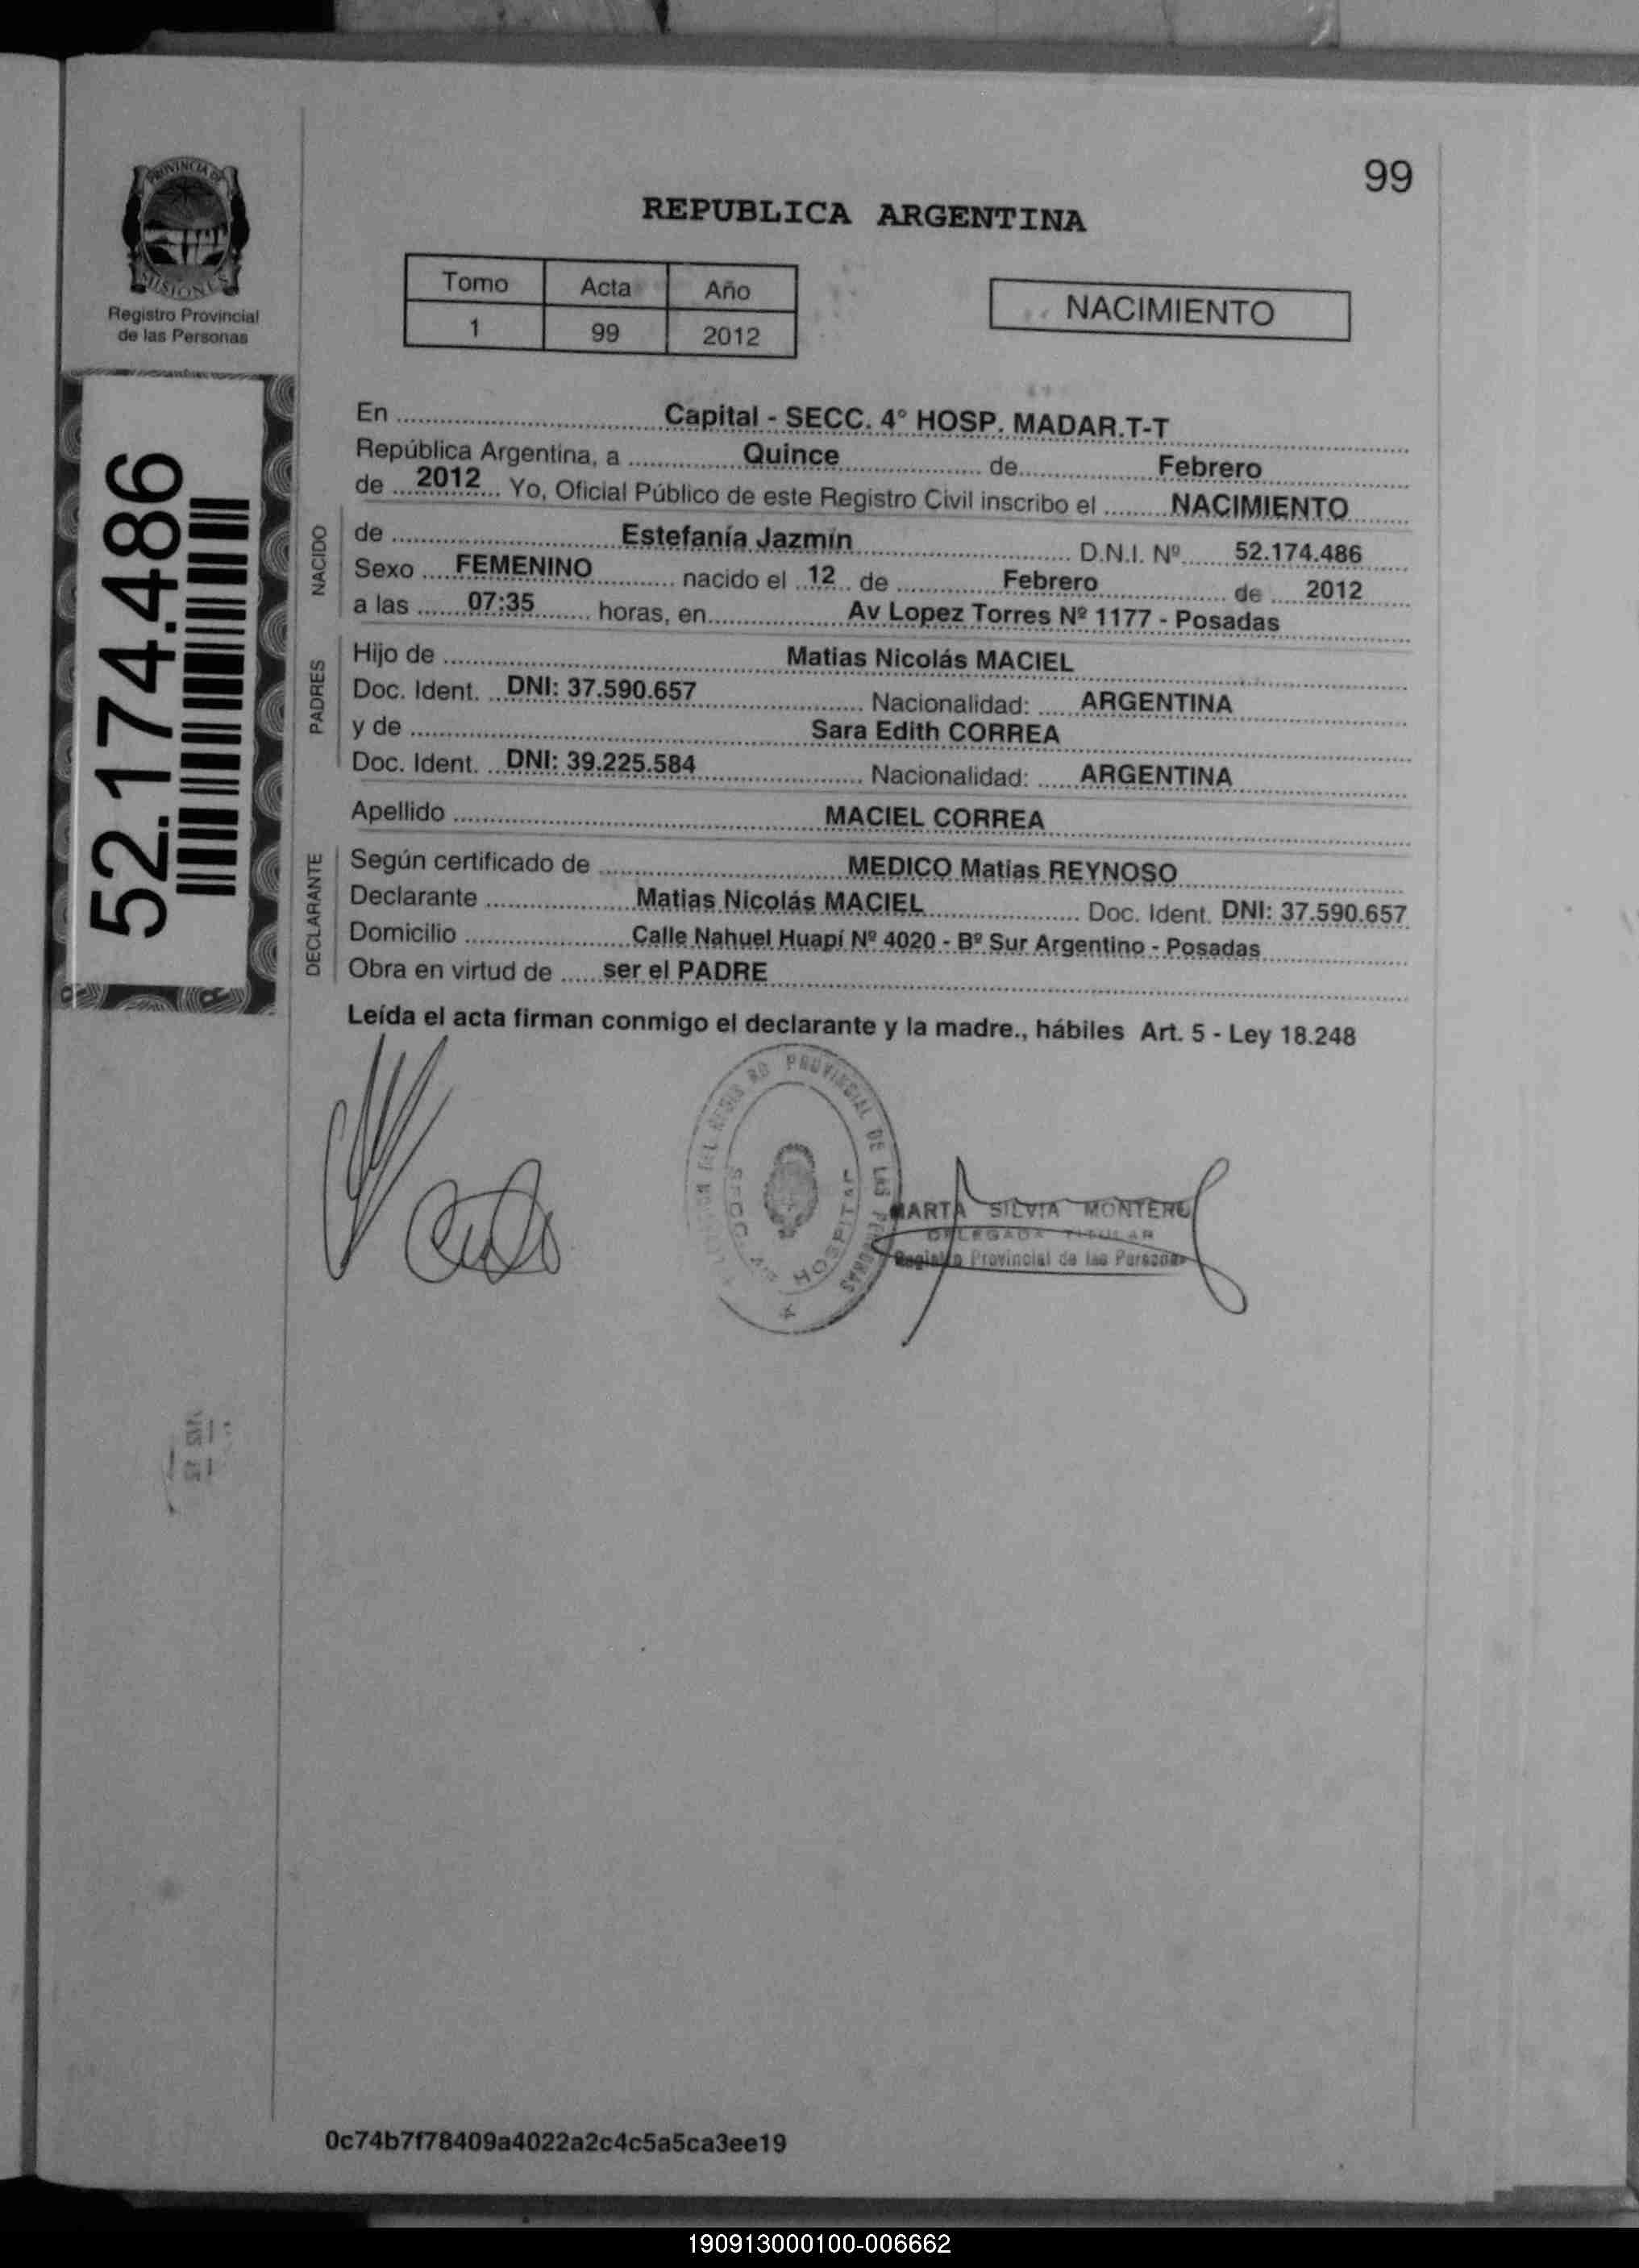 PROVINCIA DE
MISIONES
Registro Provincial
de las Personas
99
REPUBLICA ARGENTINA
Tomo Acta Año
1 99 2012
NACIMIENTO
52.174.486
En Capital - SECC. 4° HOSP. MADAR.T-T
República Argentina, a Quince de Febrero
de 2012 Yo, Oficial Público de este Registro Civil inscribo el NACIMIENTO
NACIDO
de Estefanía Jazmín D.N.I. Nº 52.174.486
Sexo FEMENINO nacido el 12 de Febrero de 2012
a las 07:35 horas, en Av Lopez Torres Nº 1177 - Posadas
PADRES
Hijo de Matias Nicolás MACIEL
Doc. Ident. DNI: 37.590.657 Nacionalidad: ARGENTINA
y de Sara Edith CORREA
Doc. Ident. DNI: 39.225.584 Nacionalidad: ARGENTINA
Apellido MACIEL CORREA
DECLARANTE
Según certificado de MEDICO Matias REYNOSO
Declarante Matias Nicolás MACIEL Doc. Ident. DNI: 37.590.657
Domicilio Calle Nahuel Huapí Nº 4020 - Bº Sur Argentino - Posadas
Obra en virtud de ser el PADRE
Leída el acta firman conmigo el declarante y la madre., hábiles Art. 5 - Ley 18.248
PROVINCIAL DE LAS PERSONAS
SECC 4º HOSPITAL
MARTA SILVIA MONTERO
DELEGADA TITULAR
Registro Provincial de las Personas
0c74b7f78409a4022a2c4c5a5ca3ee19
190913000100-006662